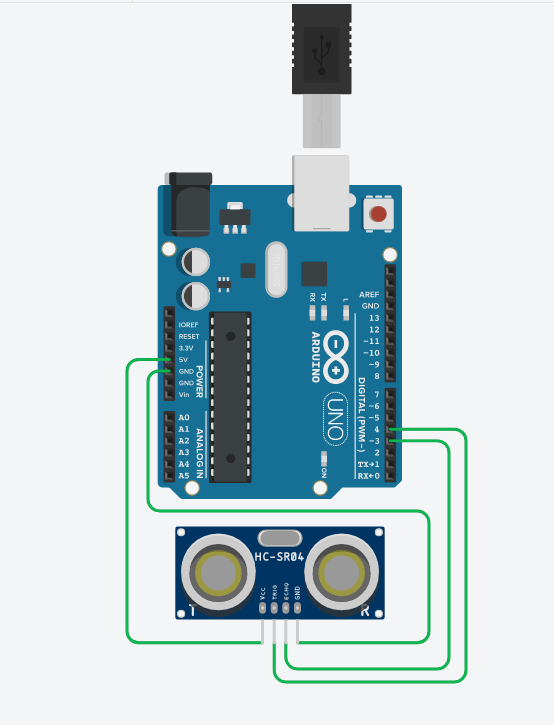 RX
TX
L
ARDUINO
UNO
ON
IOREF
RESET
3.3V
5V
GND
GND
Vin
POWER
A0
A1
A2
A3
A4
A5
ANALOG IN
AREF
GND
13
12
~11
~10
~9
8
7
~6
~5
4
~3
2
TX→1
RX←0
DIGITAL (PWM~)
HC-SR04
VCC
TRIG
ECHO
GND
T
R